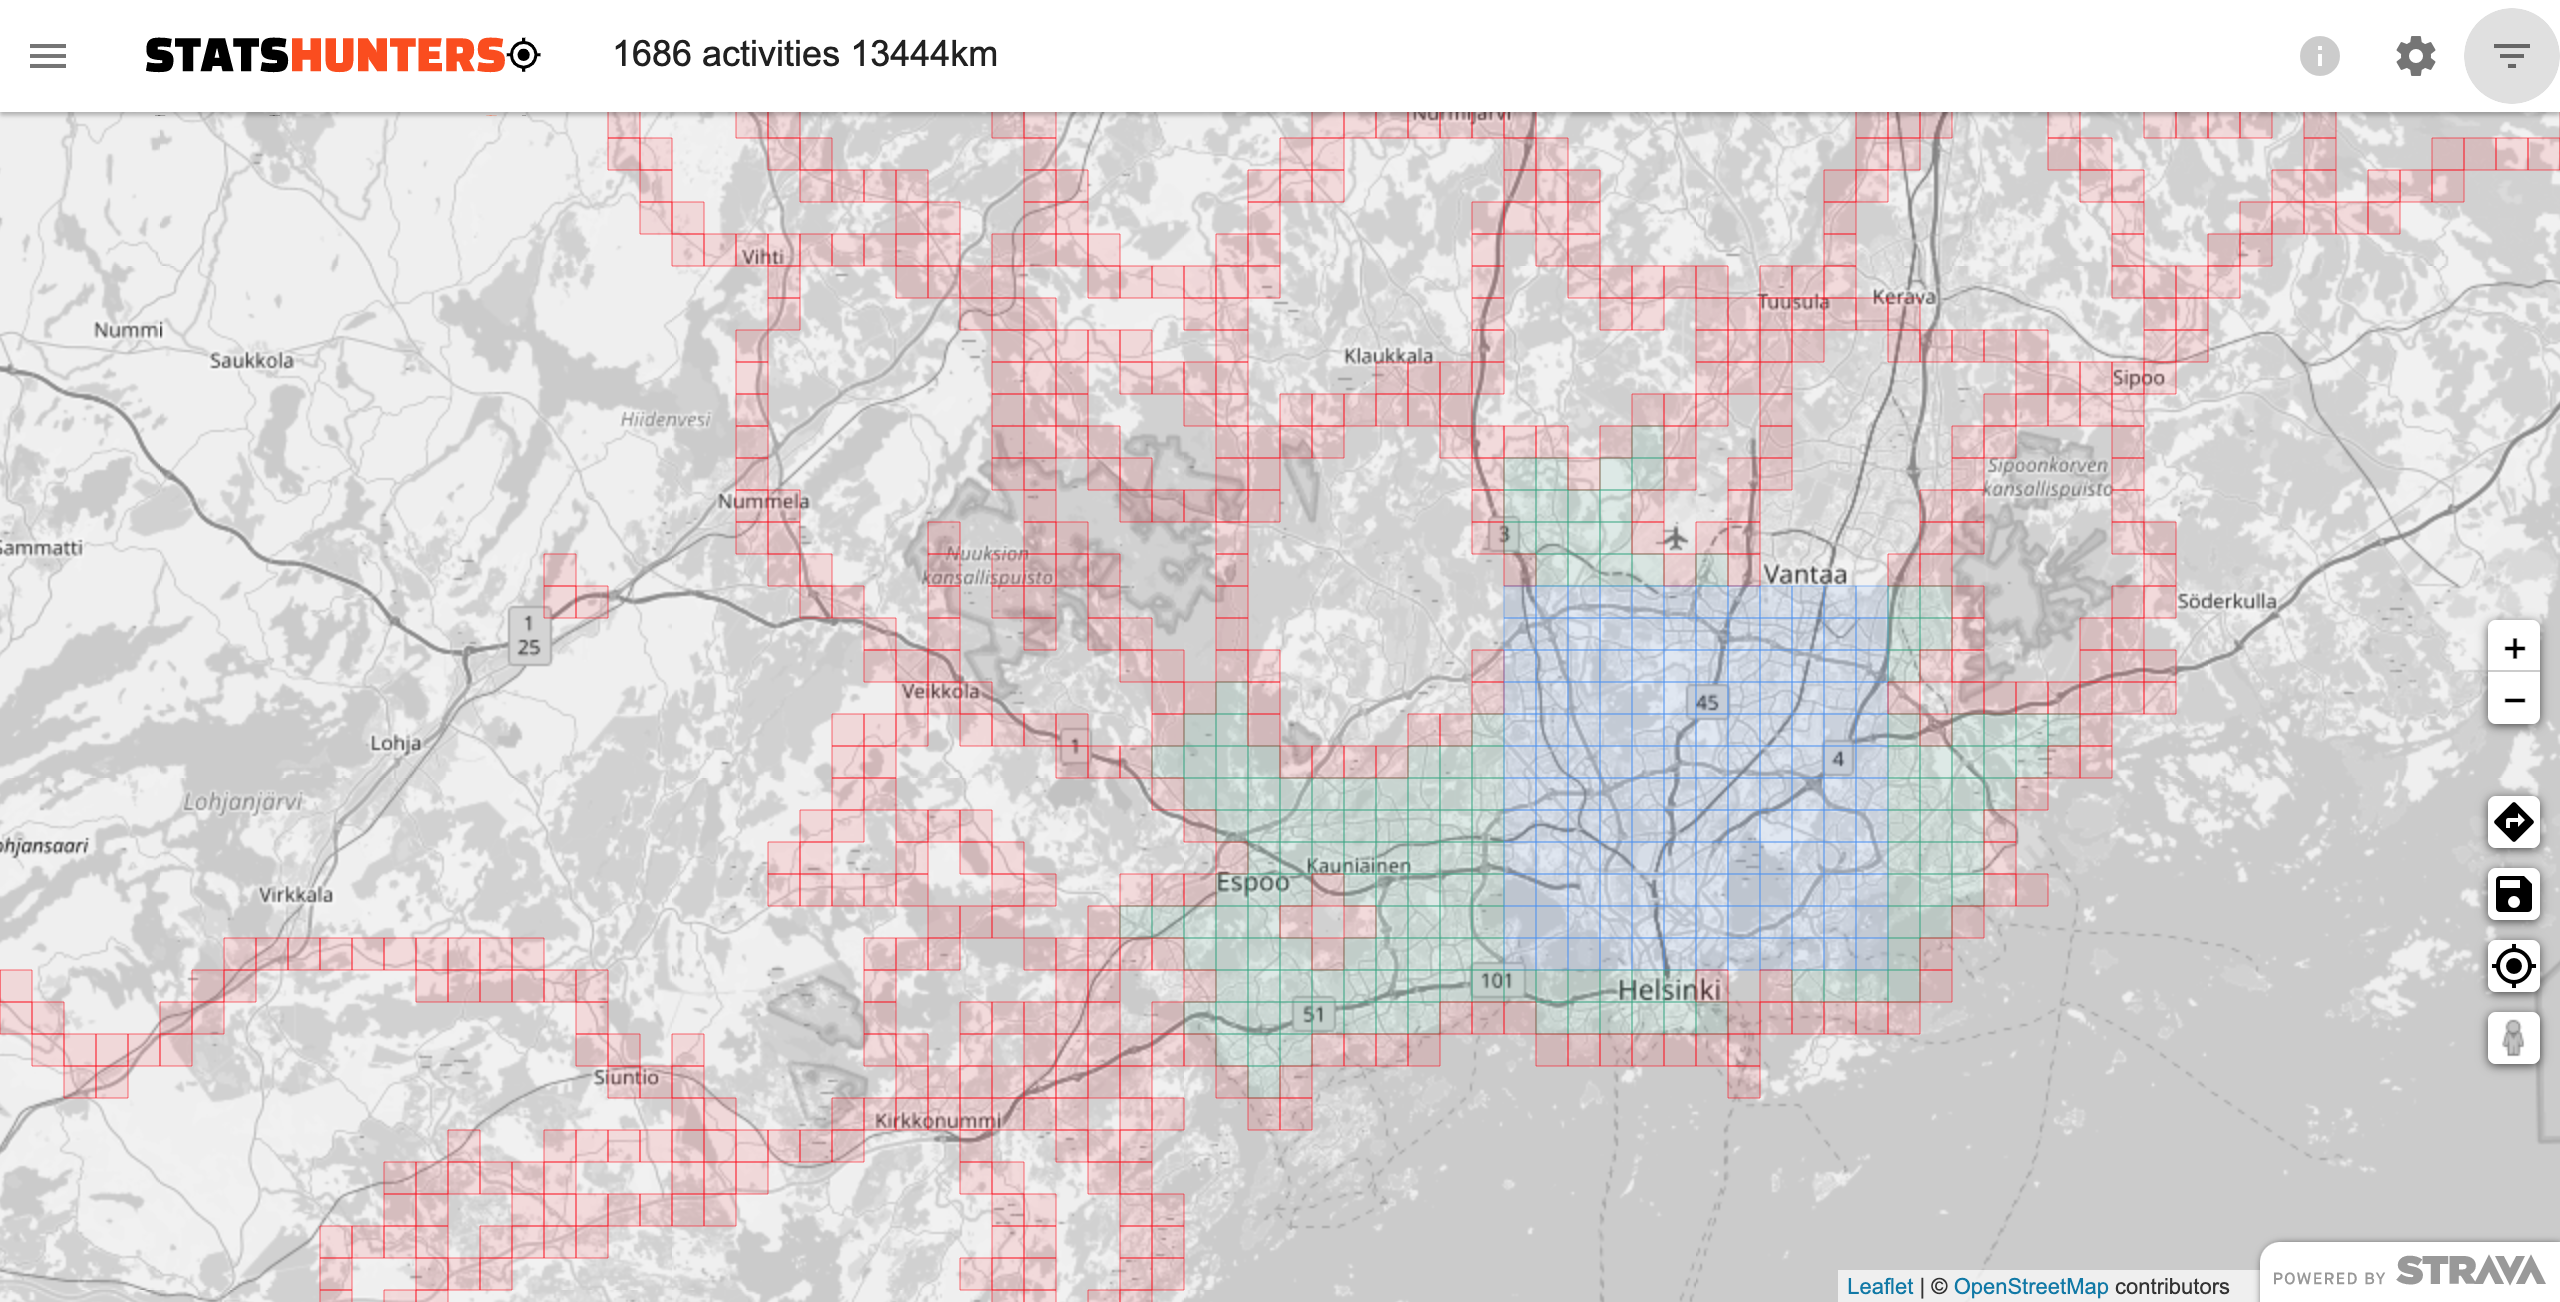 STATSHUNTERS
1686 activities 13444km
Nurmijärvi
Vihti
Nummi
Saukkola
Tuusula
Kerava
Klaukkala
Sipoo
Hiidenvesi
Nummela
Sipoonkorven
kansallispuisto
3
Sammatti
Nuuksion
kansallispuisto
Vantaa
1
25
Söderkulla
+
−
Veikkola
45
Lohja
1
4
Lohjanjärvi
ohjansaari
Kauniainen
Espoo
Virkkala
101
Helsinki
51
Siuntio
Kirkkonummi
Leaflet | © OpenStreetMap contributors
POWERED BY STRAVA